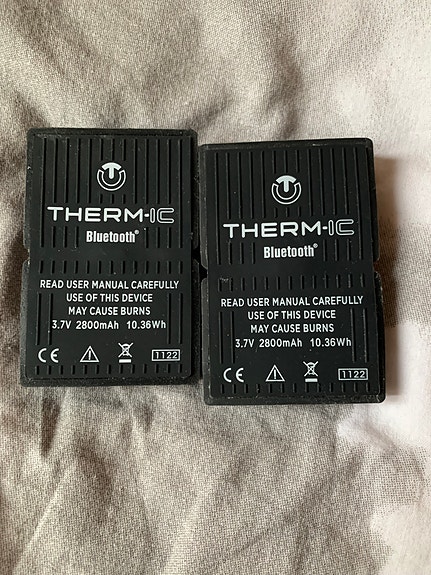 THERM-IC
Bluetooth®
READ USER MANUAL CAREFULLY
USE OF THIS DEVICE
MAY CAUSE BURNS
3.7V 2800mAh 10.36Wh
CE
1122
THERM-IC
Bluetooth®
READ USER MANUAL CAREFULLY
USE OF THIS DEVICE
MAY CAUSE BURNS
3.7V 2800mAh 10.36Wh
CE
1122